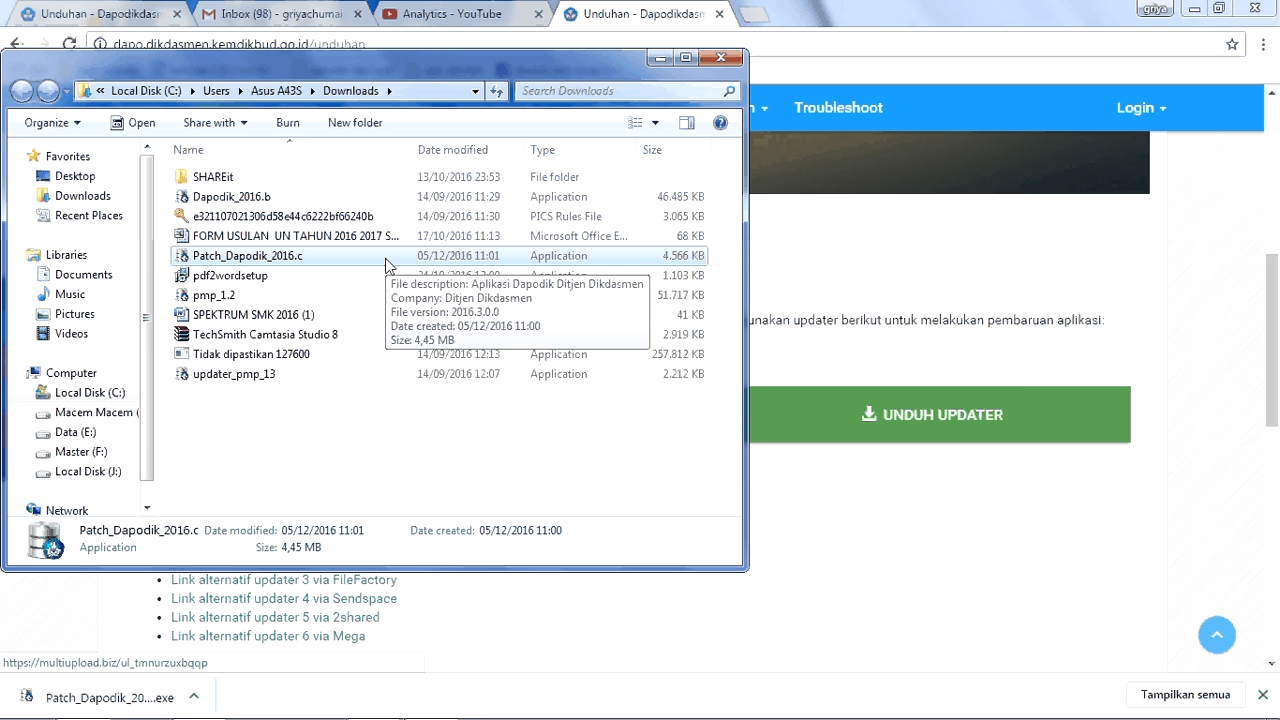 Unduhan - Dapodikdasm
Inbox (98) - griyachumai
Analytics - YouTube
Unduhan - Dapodikdasm
griya
dapo.dikdasmen.kemdikbud.go.id/unduhan
Troubleshoot
Login
« Local Disk (C:) Users Asus A43S Downloads
Search Downloads
Organize Open Share with Burn New folder
Name Date modified Type Size
SHAREit 13/10/2016 23:53 File folder
Dapodik_2016.b 14/09/2016 11:29 Application 46.485 KB
e321107021306d58e44c6222bf66240b 14/09/2016 11:30 PICS Rules File 3.065 KB
FORM USULAN UN TAHUN 2016 2017 S... 17/10/2016 11:13 Microsoft Office E... 68 KB
Patch_Dapodik_2016.c 05/12/2016 11:01 Application 4.566 KB
pdf2wordsetup Application 1.103 KB
pmp_1.2 51.717 KB
SPEKTRUM SMK 2016 (1) 41 KB
TechSmith Camtasia Studio 8 2.919 KB
Tidak dipastikan 127600 14/09/2016 12:13 Application 257.812 KB
updater_pmp_13 14/09/2016 12:07 Application 2.212 KB
File description: Aplikasi Dapodik Ditjen Dikdasmen
Company: Ditjen Dikdasmen
File version: 2016.3.0.0
Date created: 05/12/2016 11:00
Size: 4,45 MB
Favorites
Desktop
Downloads
Recent Places
Libraries
Documents
Music
Pictures
Videos
Computer
Local Disk (C:)
Macem Macem (
Data (E:)
Master (F:)
Local Disk (J:)
Network
Patch_Dapodik_2016.c Date modified: 05/12/2016 11:01 Date created: 05/12/2016 11:00
Application Size: 4,45 MB
unakan updater berikut untuk melakukan pembaruan aplikasi:
UNDUH UPDATER
Link alternatif updater 3 via FileFactory
Link alternatif updater 4 via Sendspace
Link alternatif updater 5 via 2shared
Link alternatif updater 6 via Mega
https://multiupload.biz/ul_tmnurzuxbqqp
Patch_Dapodik_20....exe
Tampilkan semua